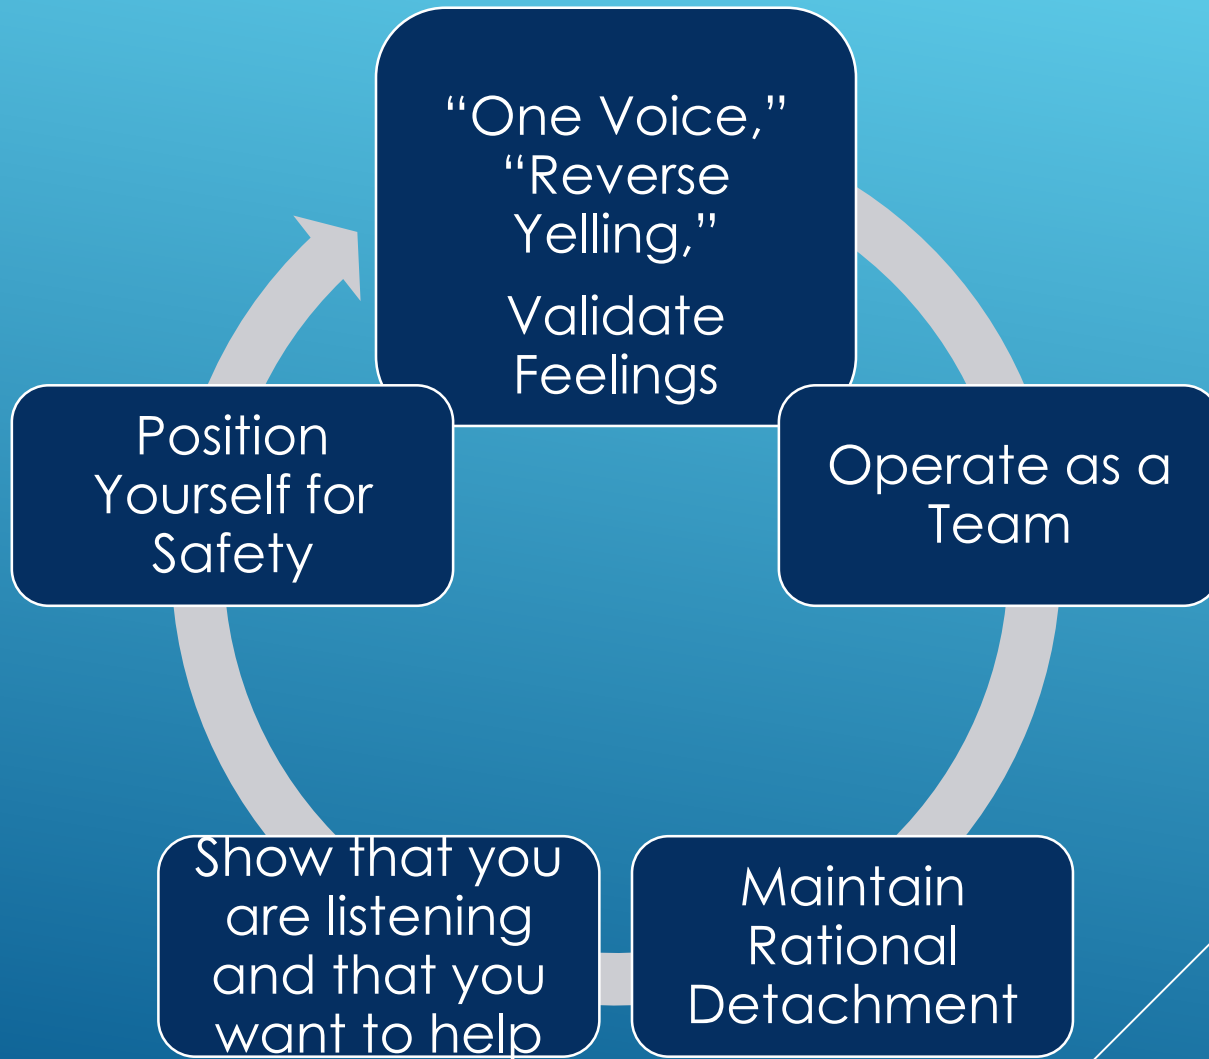 “One Voice,”
“Reverse
Yelling,”
Validate
Feelings
Operate as a
Team
Maintain
Rational
Detachment
Show that you
are listening
and that you
want to help
Position
Yourself for
Safety